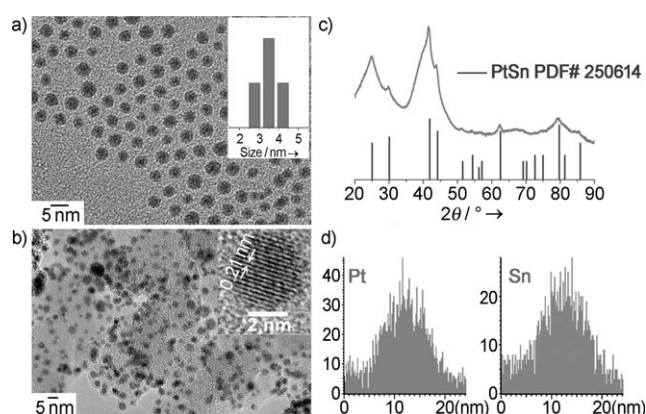 a)
2 3 4 5
Size / nm →
5 nm
b)
0.21 nm
2 nm
5 nm
c)
PtSn PDF# 250614
20 30 40 50 60 70 80 90
2θ / ° →
d)
Pt
40
30
20
10
0
0 10 20(nm)
Sn
20
10
0
0 10 20(nm)